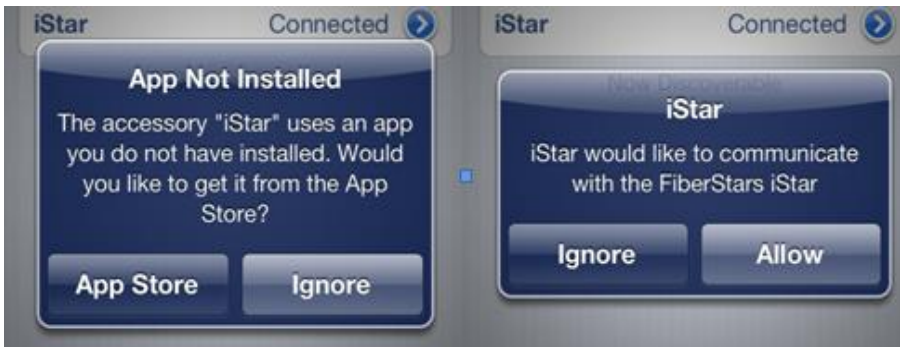 iStar Connected
App Not Installed
The accessory "iStar" uses an app
you do not have installed. Would
you like to get it from the App
Store?
App Store Ignore
iStar Connected
Now Discoverable
iStar
iStar would like to communicate
with the FiberStars iStar
Ignore Allow